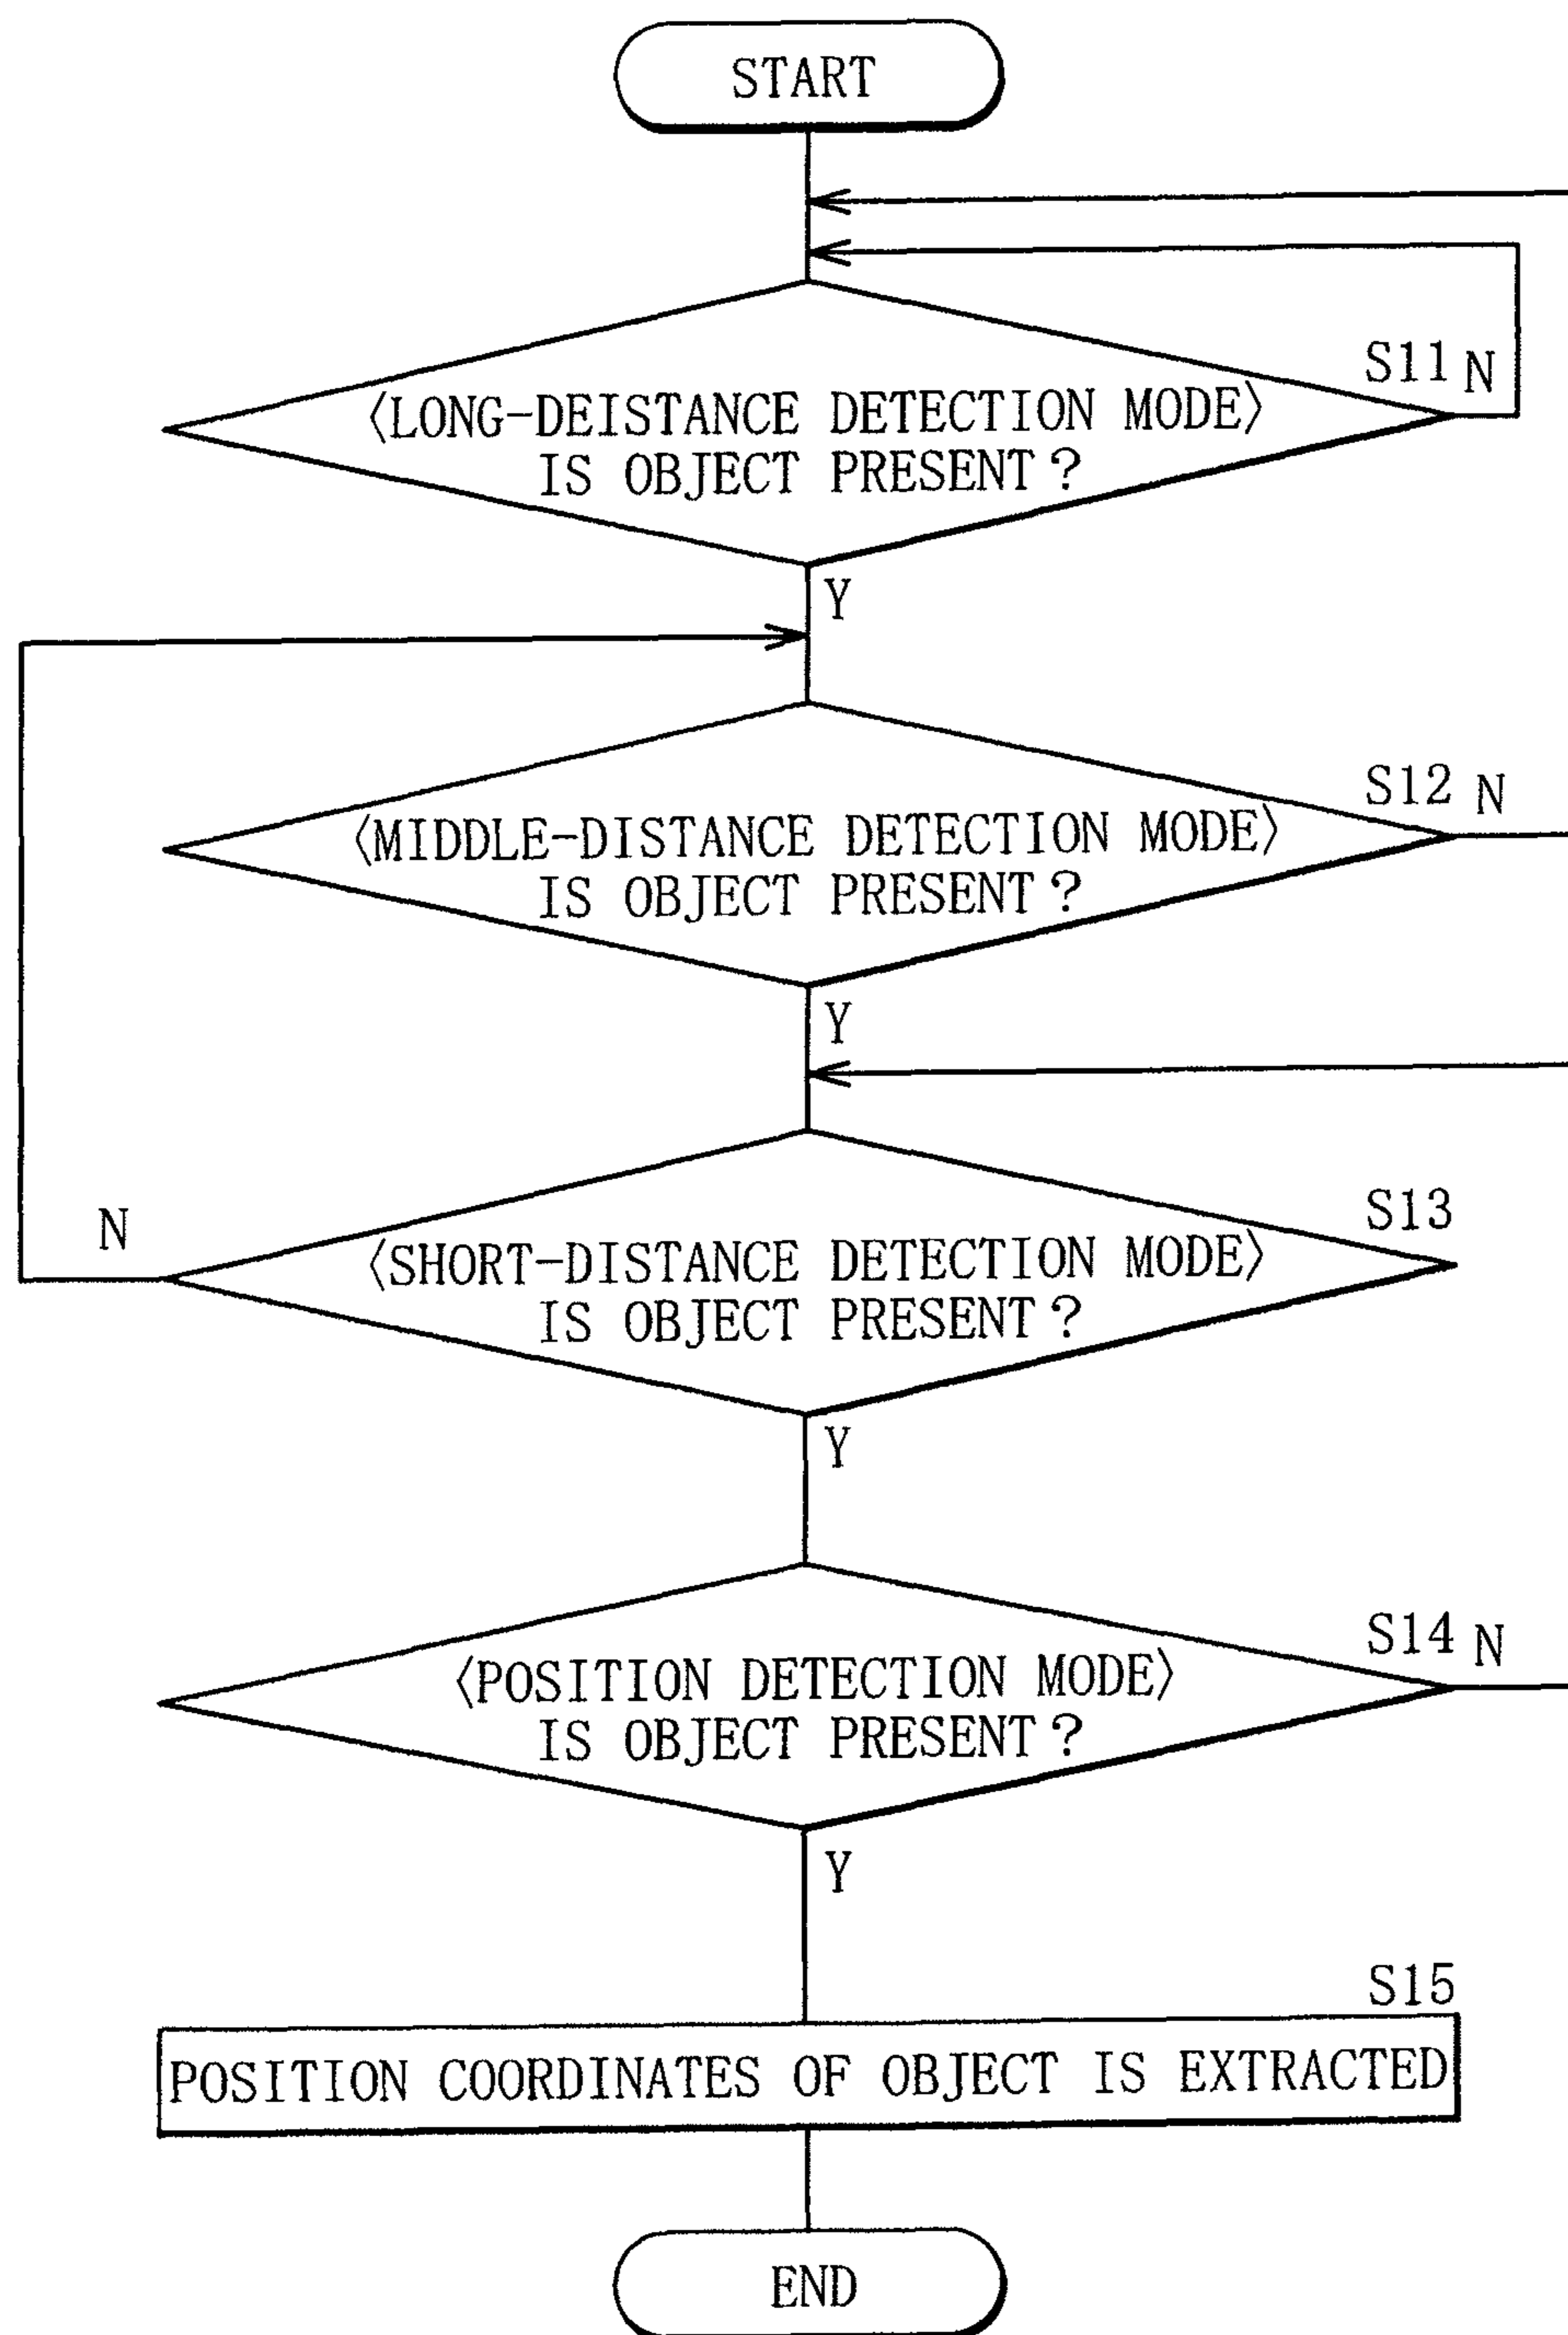 START
S11 N
〈LONG-DEISTANCE DETECTION MODE〉
IS OBJECT PRESENT?
Y
S12 N
〈MIDDLE-DISTANCE DETECTION MODE〉
IS OBJECT PRESENT?
Y
S13
N
〈SHORT-DISTANCE DETECTION MODE〉
IS OBJECT PRESENT?
Y
S14 N
〈POSITION DETECTION MODE〉
IS OBJECT PRESENT?
Y
S15
POSITION COORDINATES OF OBJECT IS EXTRACTED
END